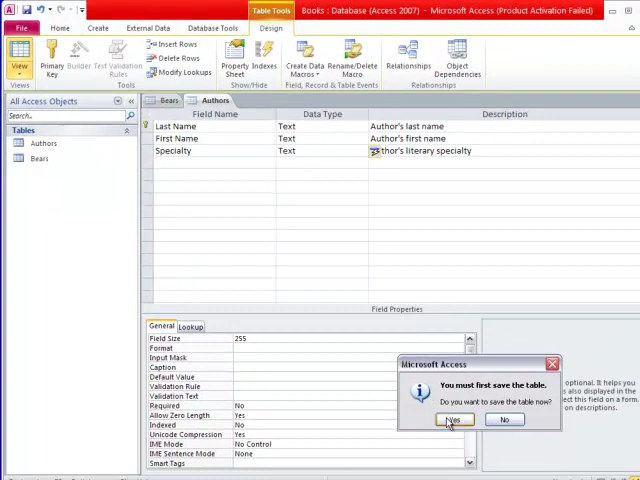 Table Tools
Books : Database (Access 2007) - Microsoft Access (Product Activation Failed)
File Home Create External Data Database Tools Design
View
Primary Key
Builder
Test Validation Rules
Insert Rows
Delete Rows
Modify Lookups
Property Sheet
Indexes
Create Data Macros
Rename/Delete Macro
Relationships
Object Dependencies
Views Tools Show/Hide Field, Record & Table Events Relationships
All Access Objects
Search..
Tables
Authors
Bears
Bears Authors
Field Name Data Type Description
Last Name Text Author's last name
First Name Text Author's first name
Specialty Text thor's literary specialty
Field Properties
General Lookup
Field Size 255
Format
Input Mask
Caption
Default Value
Validation Rule
Validation Text
Required No
Allow Zero Length Yes
Indexed No
Unicode Compression Yes
IME Mode No Control
IME Sentence Mode None
Smart Tags
Microsoft Access
You must first save the table.
Do you want to save the table now?
Yes No
optional. It helps you
is also displayed in the
ect this field on a form.
on descriptions.